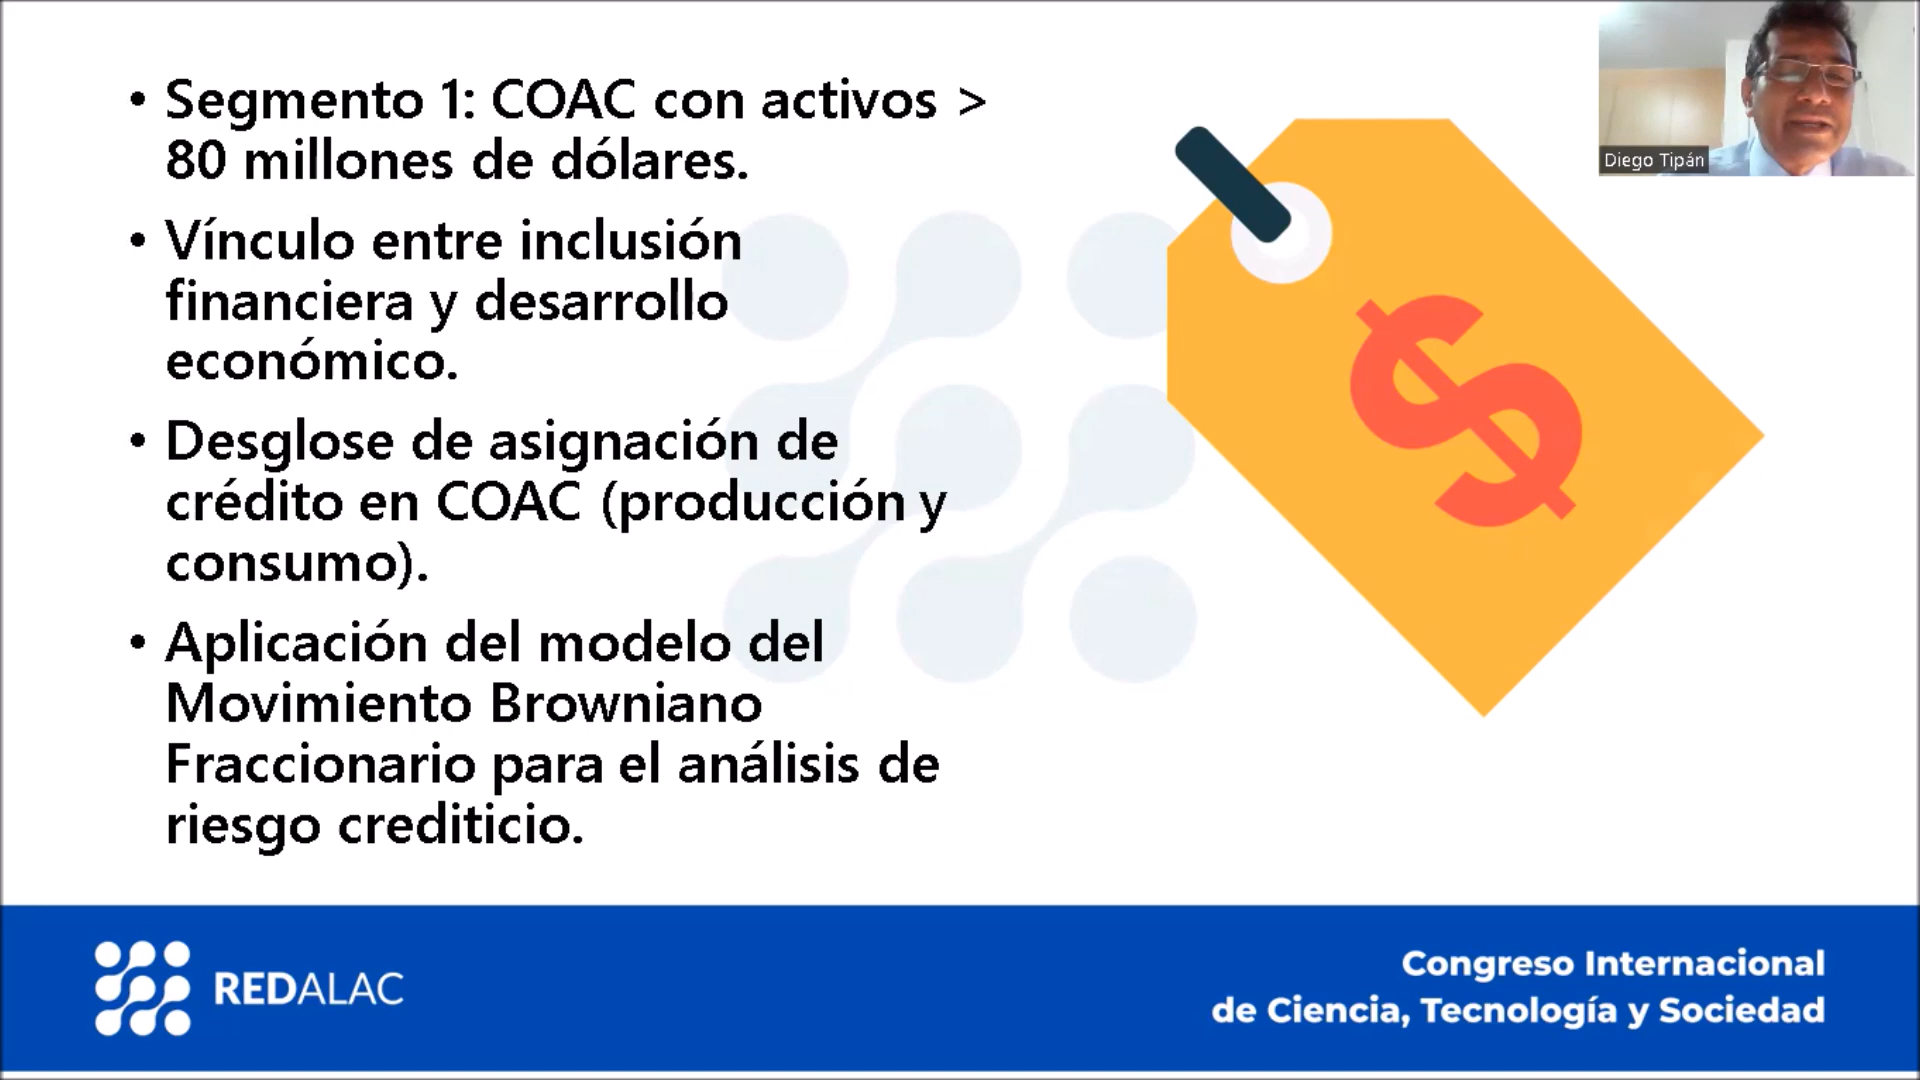 • Segmento 1: COAC con activos >
80 millones de dólares.
• Vínculo entre inclusión
financiera y desarrollo
económico.
• Desglose de asignación de
crédito en COAC (producción y
consumo).
• Aplicación del modelo del
Movimiento Browniano
Fraccionario para el análisis de
riesgo crediticio.
$
Diego Tipán
REDALAC
Congreso Internacional
de Ciencia, Tecnología y Sociedad